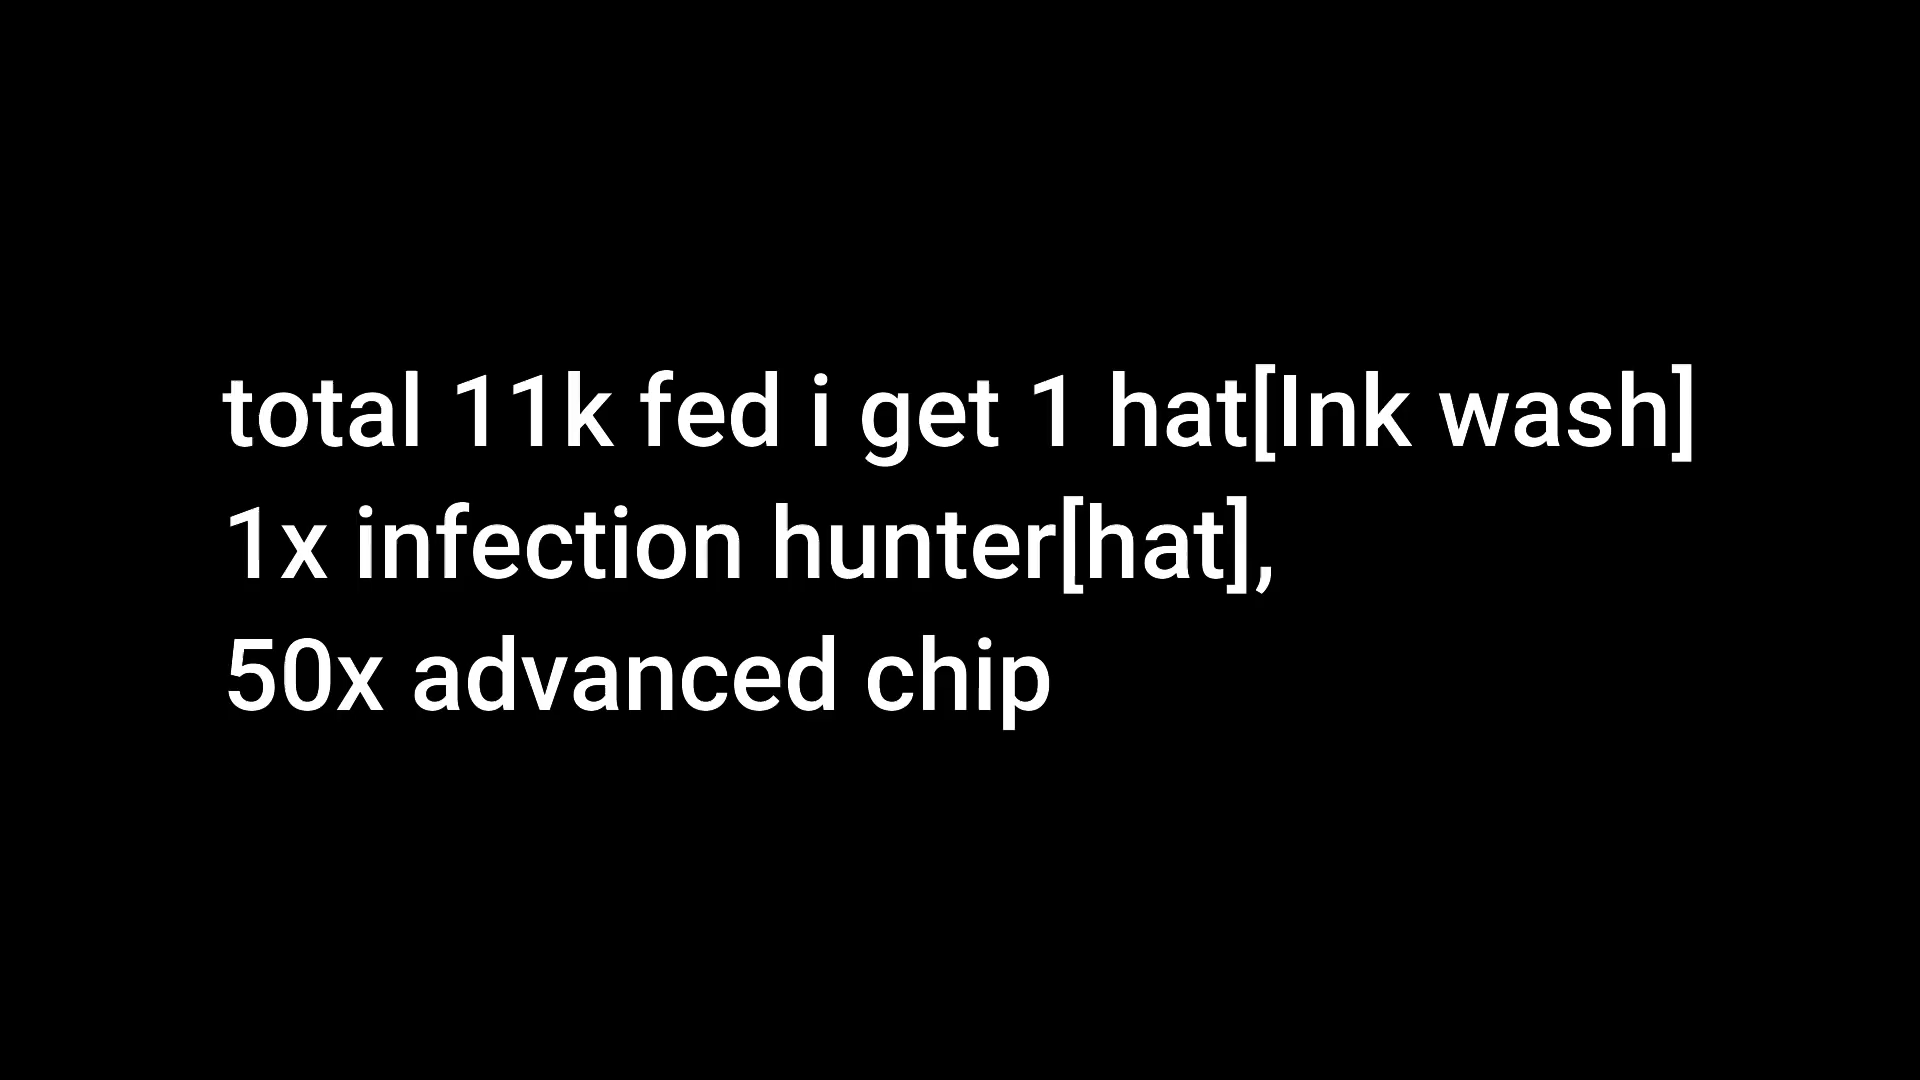 total 11k fed i get 1 hat[Ink wash]
1x infection hunter[hat],
50x advanced chip